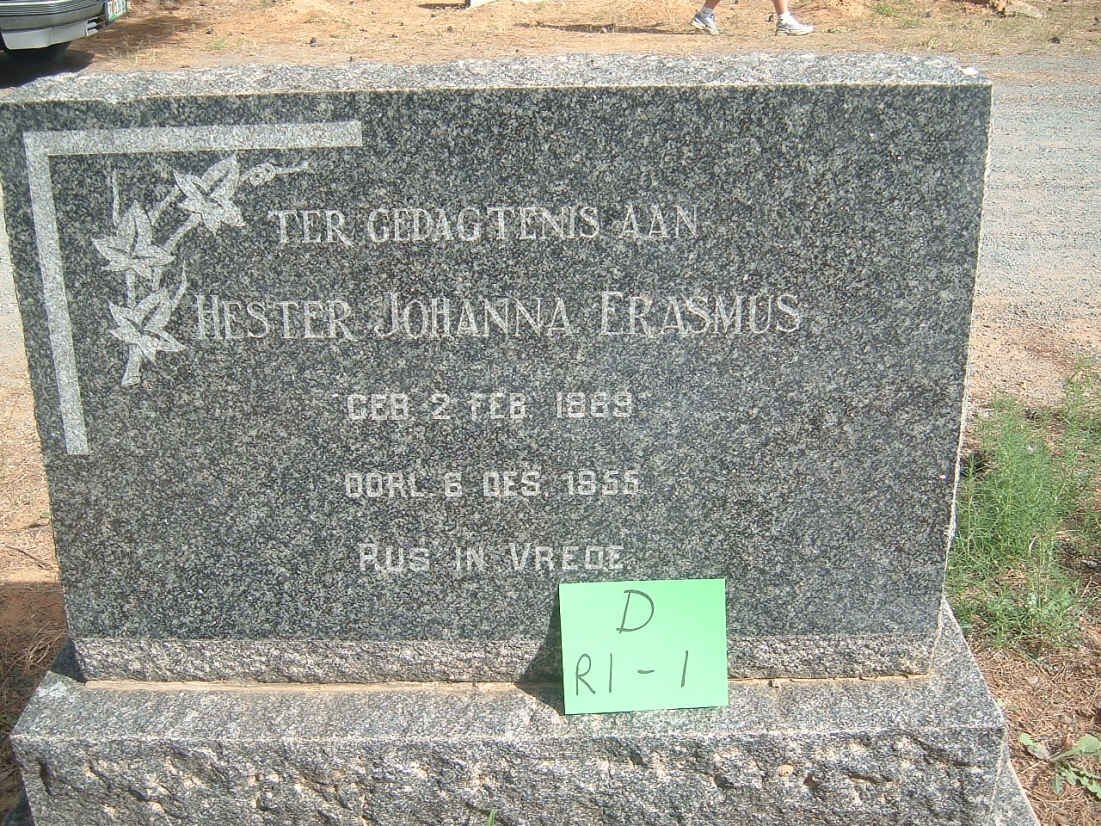 TER GEDAGTENIS AAN
HESTER JOHANNA ERASMUS
GEB 2 FEB 1869
OORL. 6 DES. 1955
RUS IN VREDE.
D
R1-1